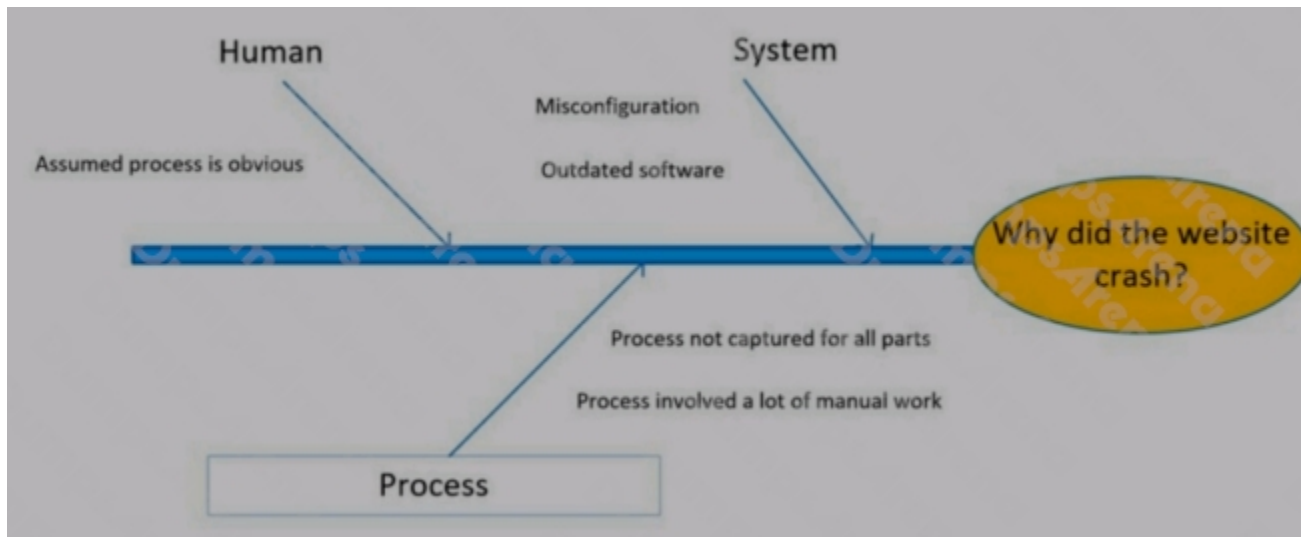 Human
System
Misconfiguration
Assumed process is obvious
Outdated software
Why did the website
crash?
Process not captured for all parts
Process involved a lot of manual work
Process